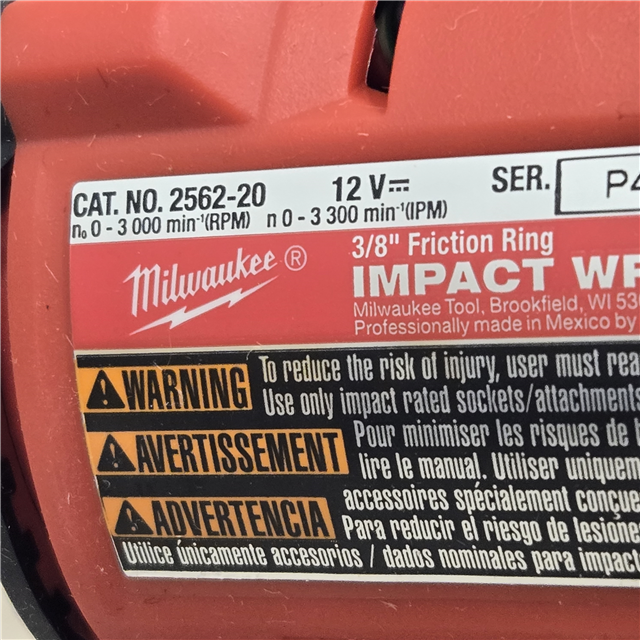 CAT. NO. 2562-20 12 V⎓ SER. P4
n₀ 0 - 3 000 min⁻¹(RPM) n 0 - 3 300 min⁻¹(IPM)
Milwaukee®
3/8" Friction Ring
IMPACT WR
Milwaukee Tool, Brookfield, WI 53
Professionally made in Mexico by
WARNING To reduce the risk of injury, user must rea
Use only impact rated sockets/attachments
AVERTISSEMENT Pour minimiser les risques de
lire le manual. Utiliser uniquem
accessoires spécialement conçu
ADVERTENCIA Para reducir el riesgo de lesione
Utilice únicamente accesorios / dados nominales para impac